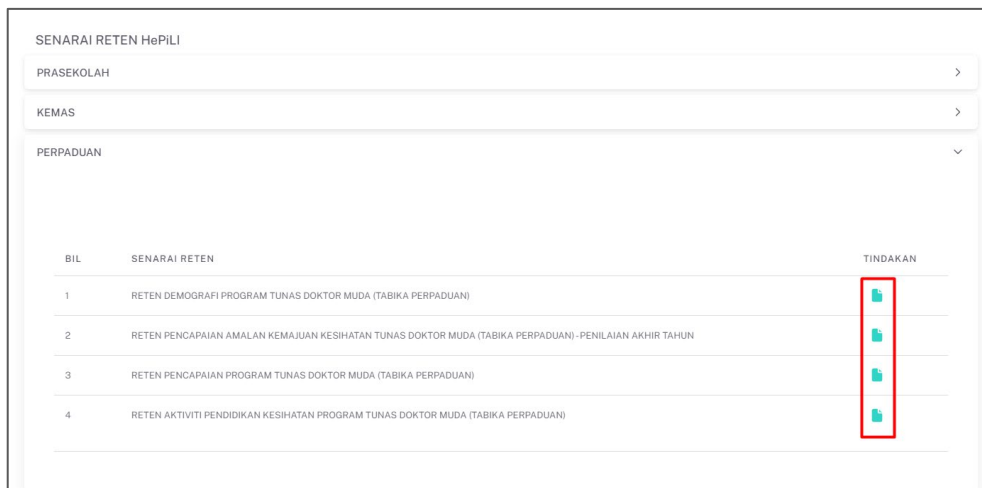 SENARAI RETEN HePiLI
PRASEKOLAH
KEMAS
PERPADUAN
BIL SENARAI RETEN TINDAKAN
1 RETEN DEMOGRAFI PROGRAM TUNAS DOKTOR MUDA (TABIKA PERPADUAN)
2 RETEN PENCAPAIAN AMALAN KEMAJUAN KESIHATAN TUNAS DOKTOR MUDA (TABIKA PERPADUAN)-PENILAIAN AKHIR TAHUN
3 RETEN PENCAPAIAN PROGRAM TUNAS DOKTOR MUDA (TABIKA PERPADUAN)
4 RETEN AKTIVITI PENDIDIKAN KESIHATAN PROGRAM TUNAS DOKTOR MUDA (TABIKA PERPADUAN)